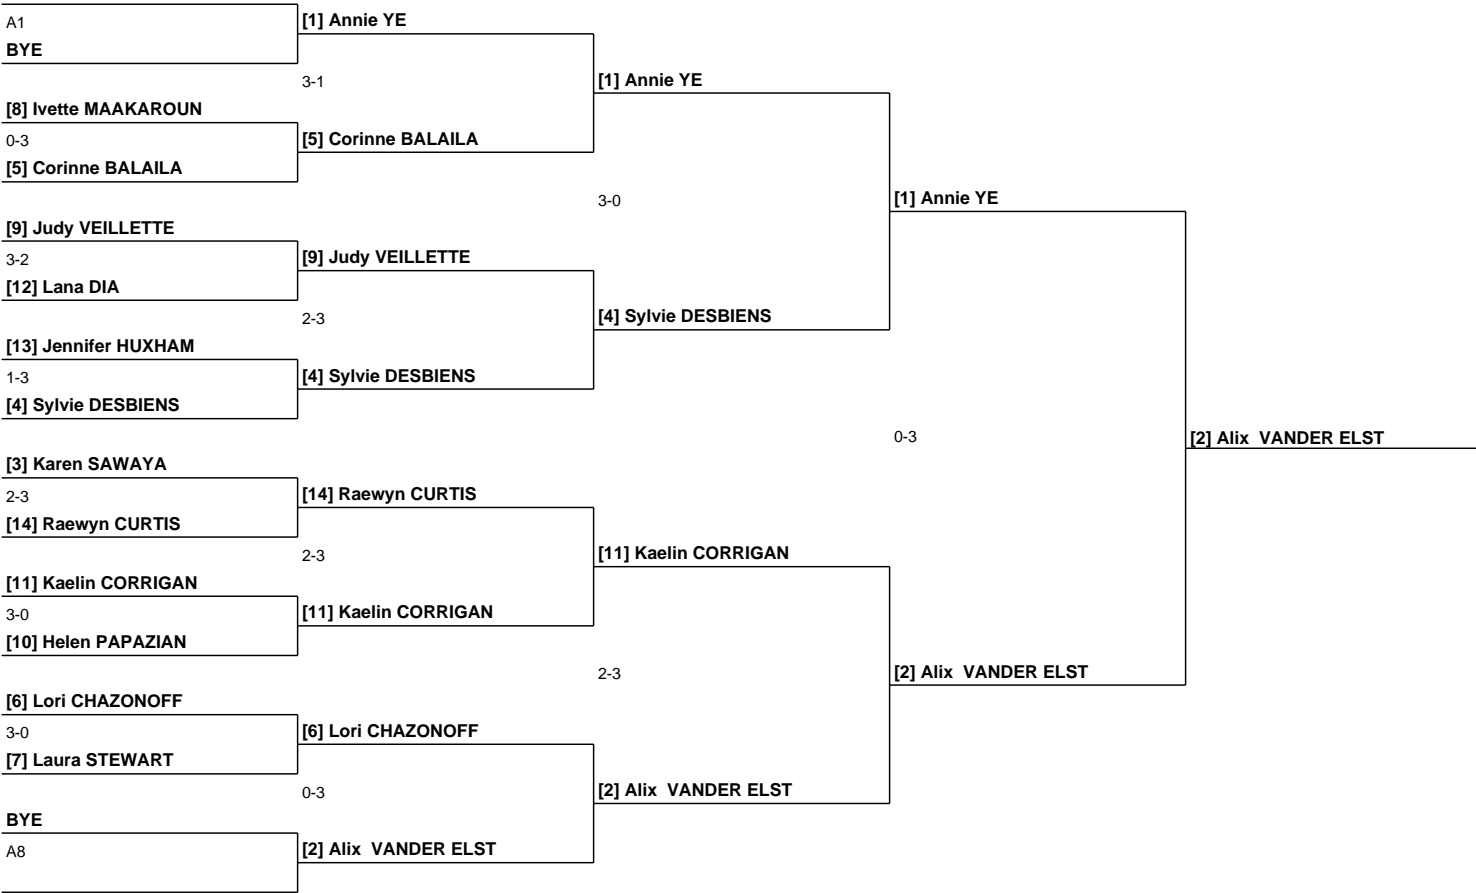 A1
BYE
[8] Ivette MAAKAROUN
0-3
[5] Corinne BALAILA
[9] Judy VEILLETTE
3-2
[12] Lana DIA
[13] Jennifer HUXHAM
1-3
[4] Sylvie DESBIENS
[3] Karen SAWAYA
2-3
[14] Raewyn CURTIS
[11] Kaelin CORRIGAN
3-0
[10] Helen PAPAZIAN
[6] Lori CHAZONOFF
3-0
[7] Laura STEWART
BYE
A8
[1] Annie YE
3-1
[5] Corinne BALAILA
[9] Judy VEILLETTE
2-3
[4] Sylvie DESBIENS
[14] Raewyn CURTIS
2-3
[11] Kaelin CORRIGAN
[6] Lori CHAZONOFF
0-3
[2] Alix  VANDER ELST
[1] Annie YE
3-0
[4] Sylvie DESBIENS
[11] Kaelin CORRIGAN
2-3
[2] Alix  VANDER ELST
[1] Annie YE
0-3
[2] Alix  VANDER ELST
[2] Alix  VANDER ELST